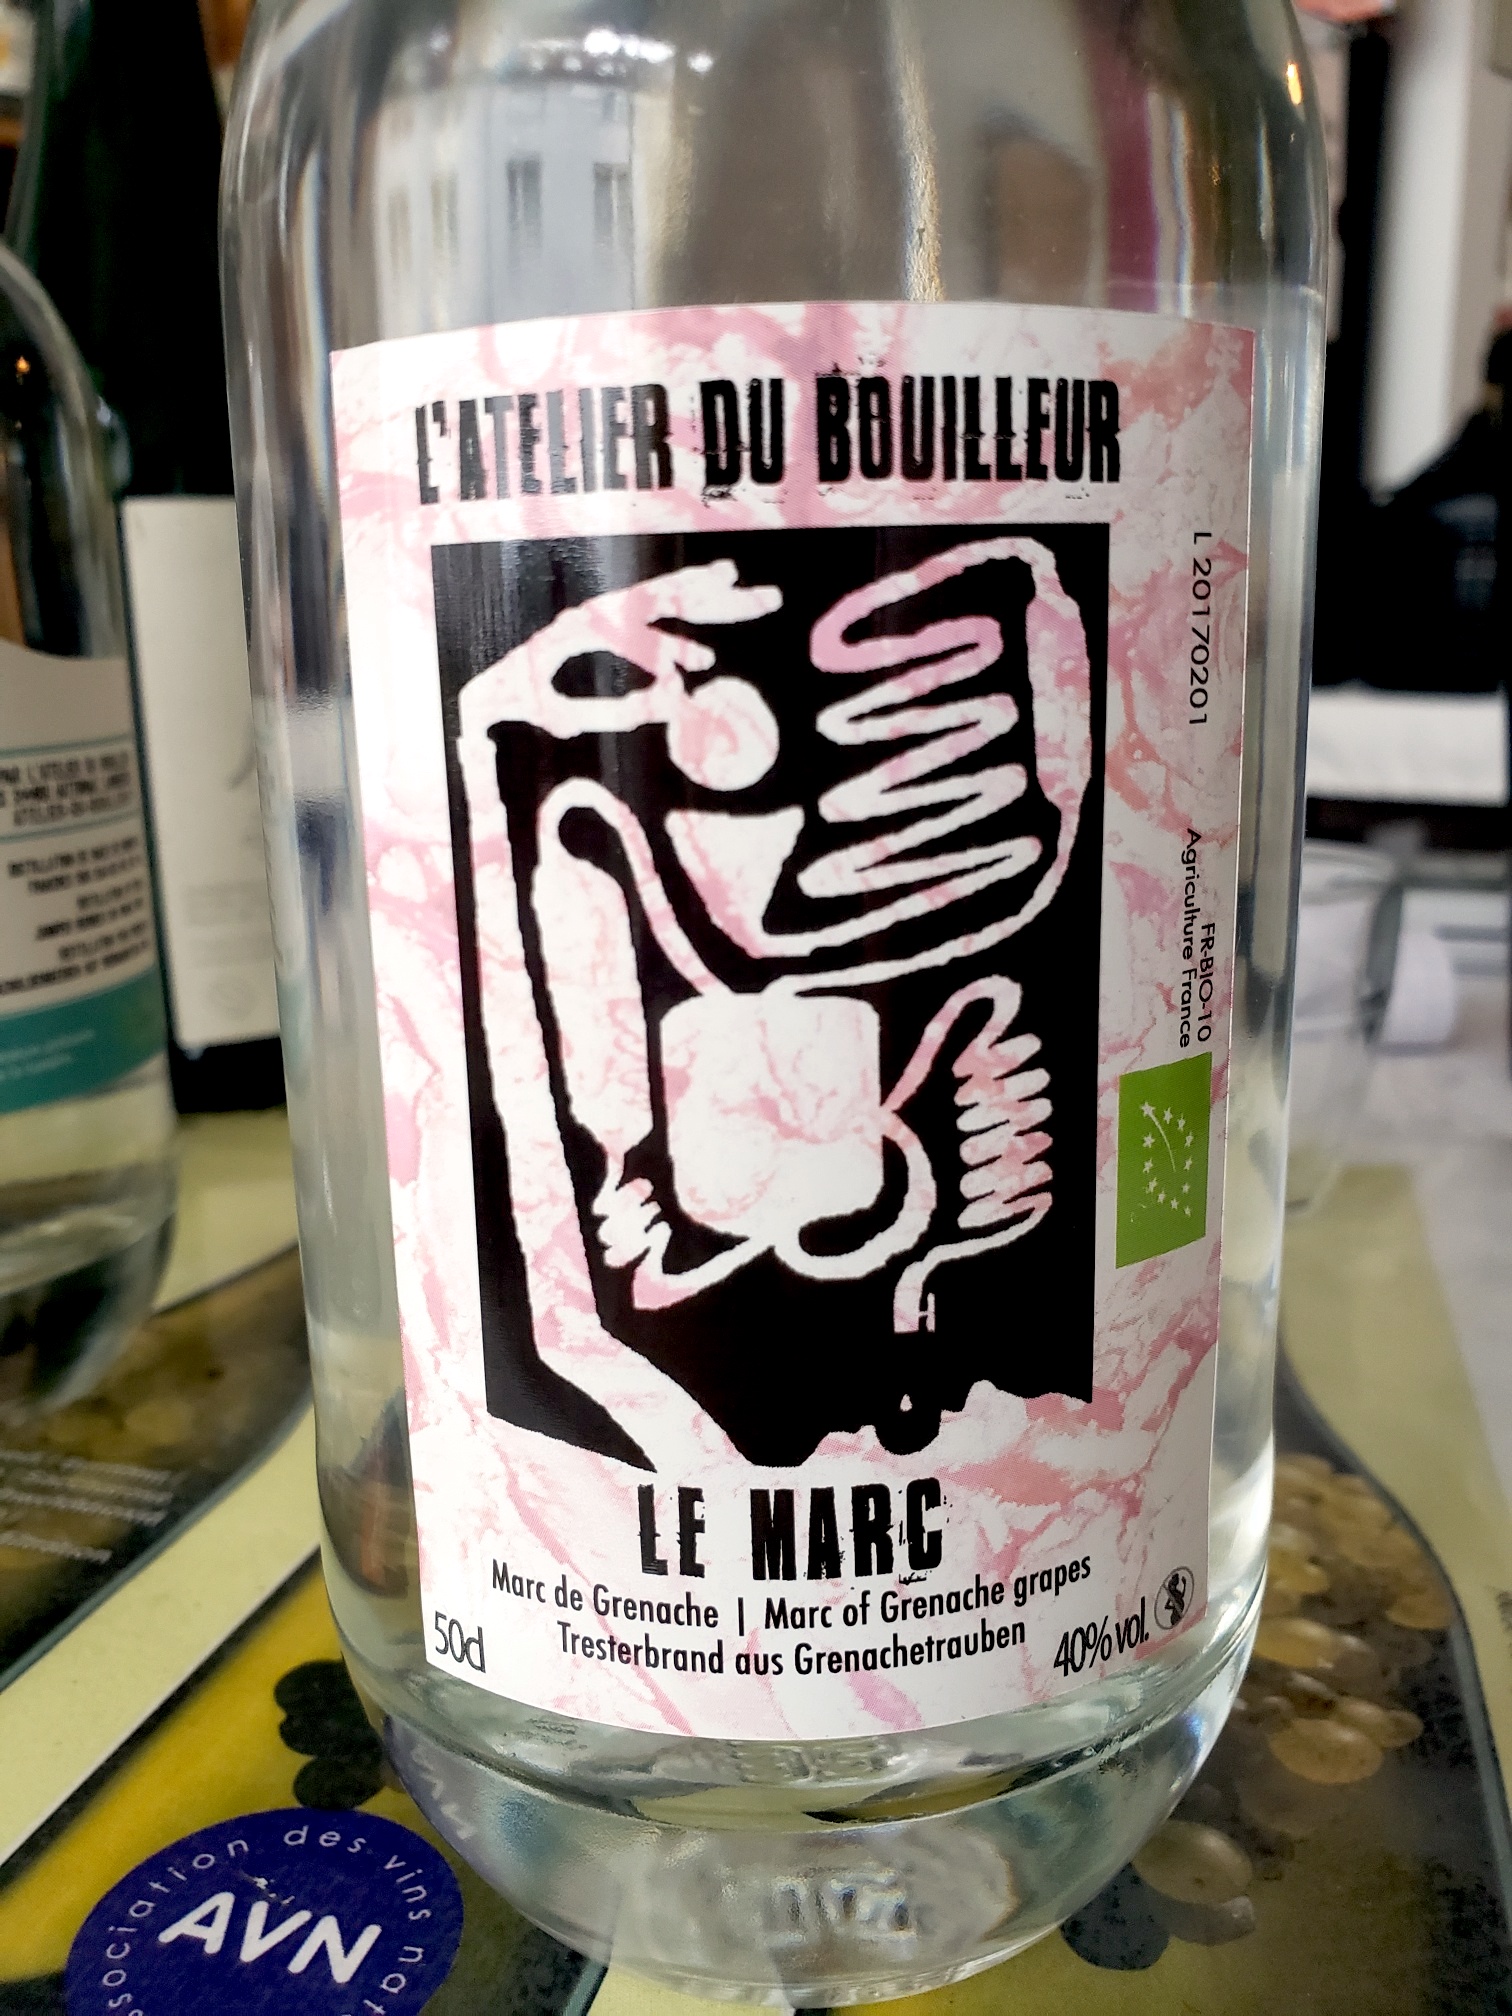 L'ATELIER DU BOUILLEUR
L 20170201
FR-BIO-10
Agriculture France
LE MARC
Marc de Grenache | Marc of Grenache grapes
Tresterbrand aus Grenachetrauben
50cl
40% vol.
des vins
AVN